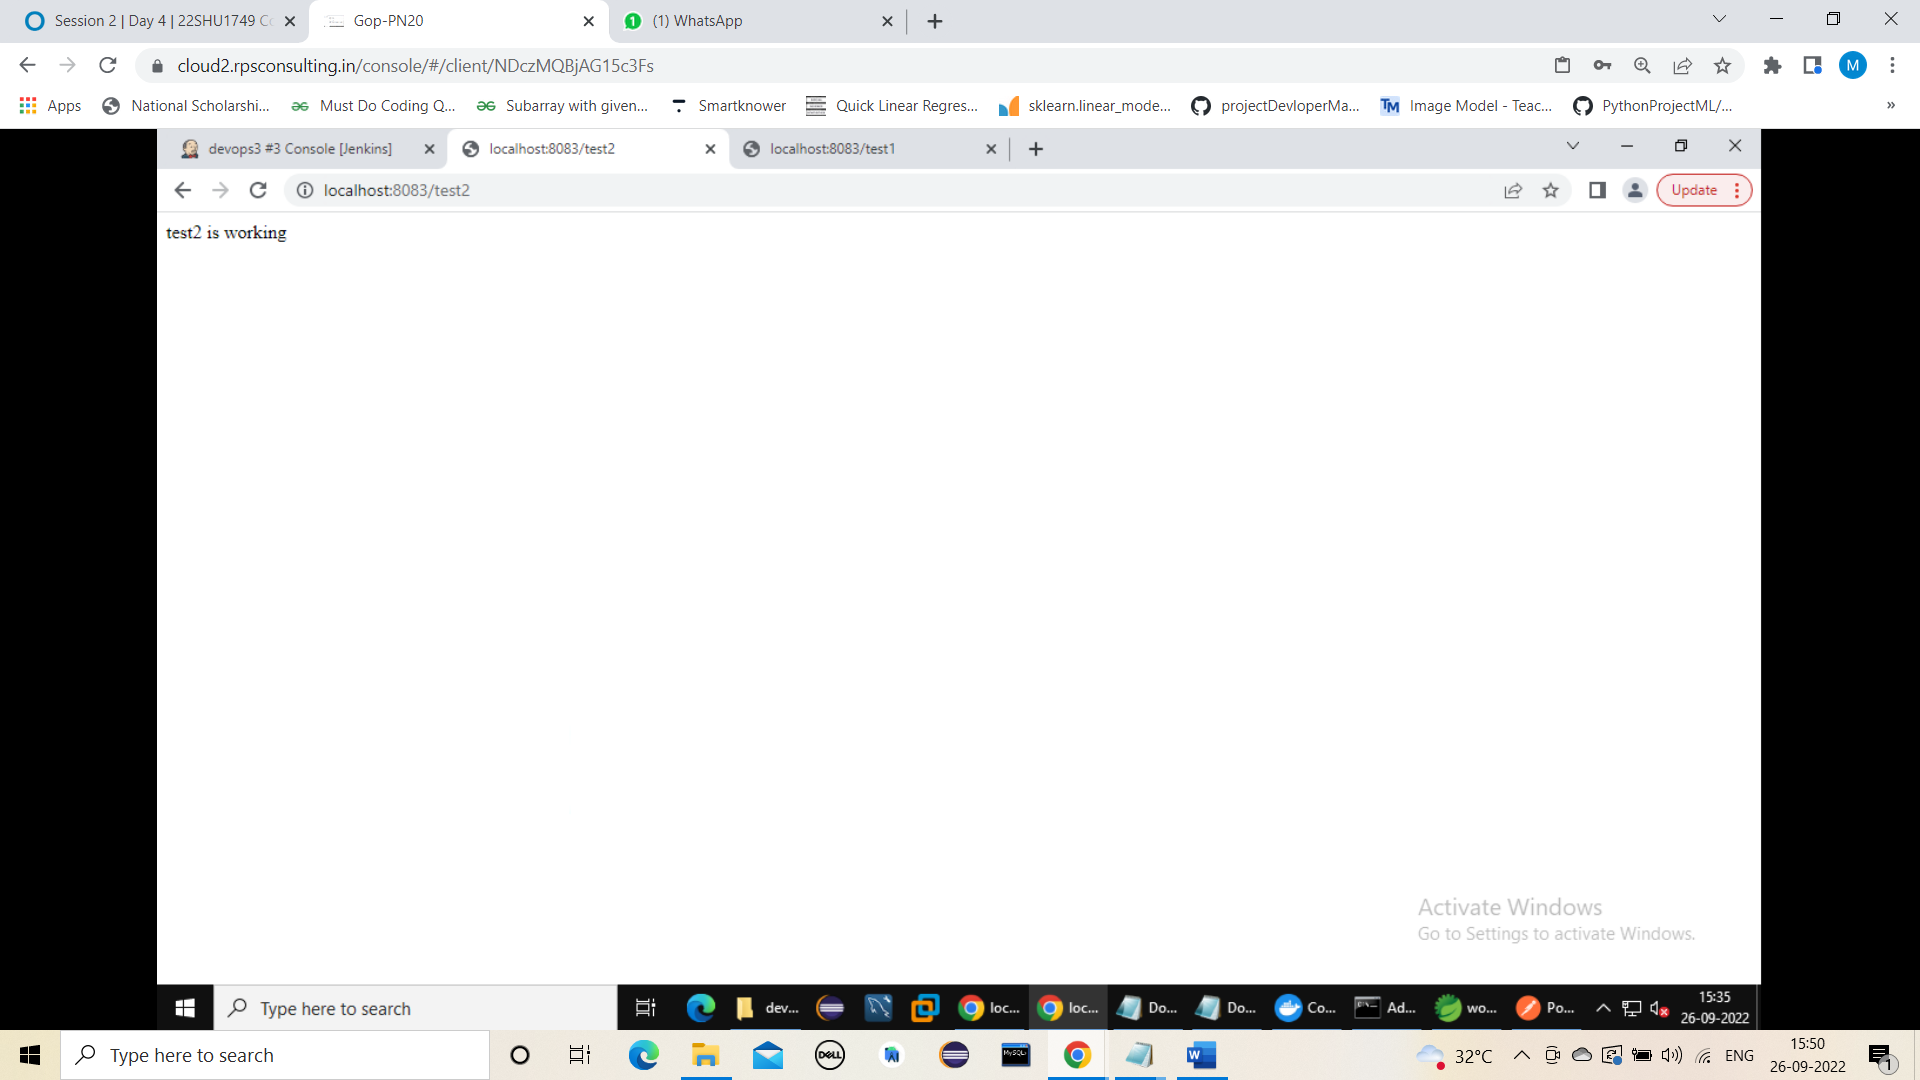 Session 2 | Day 4 | 22SHU1749 C
Gop-PN20
(1) WhatsApp
cloud2.rpsconsulting.in/console/#/client/NDczMQBjAG15c3Fs
M
Apps
National Scholarshi...
Must Do Coding Q...
Subarray with given...
Smartknower
Quick Linear Regres...
sklearn.linear_mode...
projectDevloperMa...
TM
Image Model - Teac...
PythonProjectML/...
»
devops3 #3 Console [Jenkins]
localhost:8083/test2
localhost:8083/test1
localhost:8083/test2
Update
test2 is working
Activate Windows
Go to Settings to activate Windows.
Type here to search
dev...
loc...
loc...
Do...
Do...
Co...
Ad...
wo...
Po...
15:35
26-09-2022
Type here to search
DELL
MySQL
W
32°C
ENG
15:50
26-09-2022
1